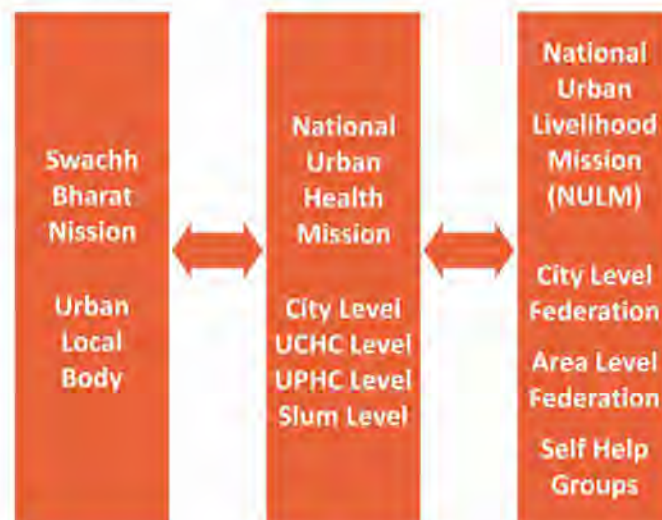 Swachh
Bharat
Nission
Urban
Local
Body
National
Urban
Health
Mission
City Level
UCHC Level
UPHC Level
Slum Level
National
Urban
Livelihood
Mission
(NULM)
City Level
Federation
Area Level
Federation
Self Help
Groups